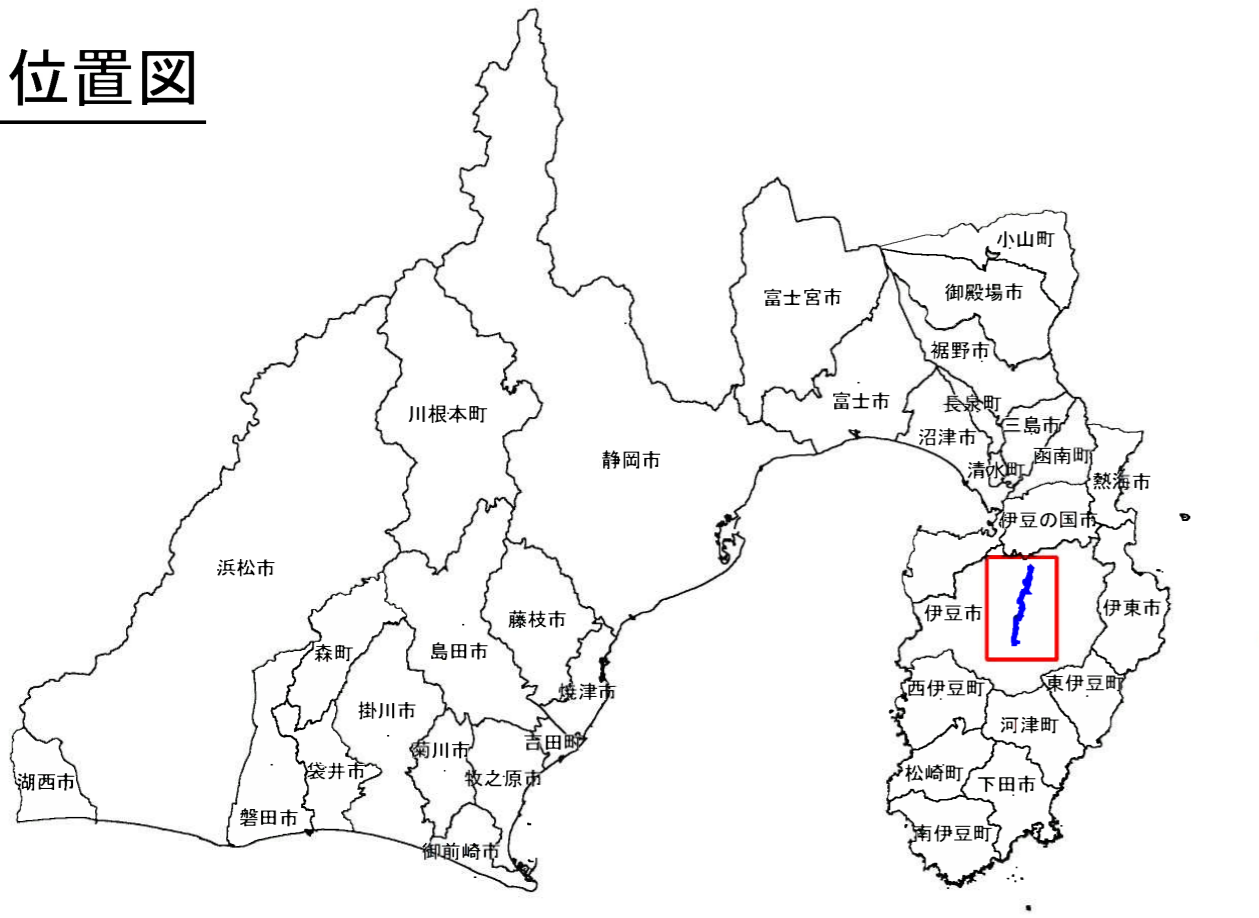 位置図
小山町
御殿場市
富士宮市
裾野市
富士市
長泉町
川根本町
三島市
沼津市
函南町
静岡市
清水町
熱海市
伊豆の国市
浜松市
伊東市
伊豆市
藤枝市
島田市
森町
東伊豆町
西伊豆町
焼津市
掛川市
河津町
吉田町
菊川市
袋井市
松崎町
牧之原市
湖西市
下田市
磐田市
南伊豆町
御前崎市